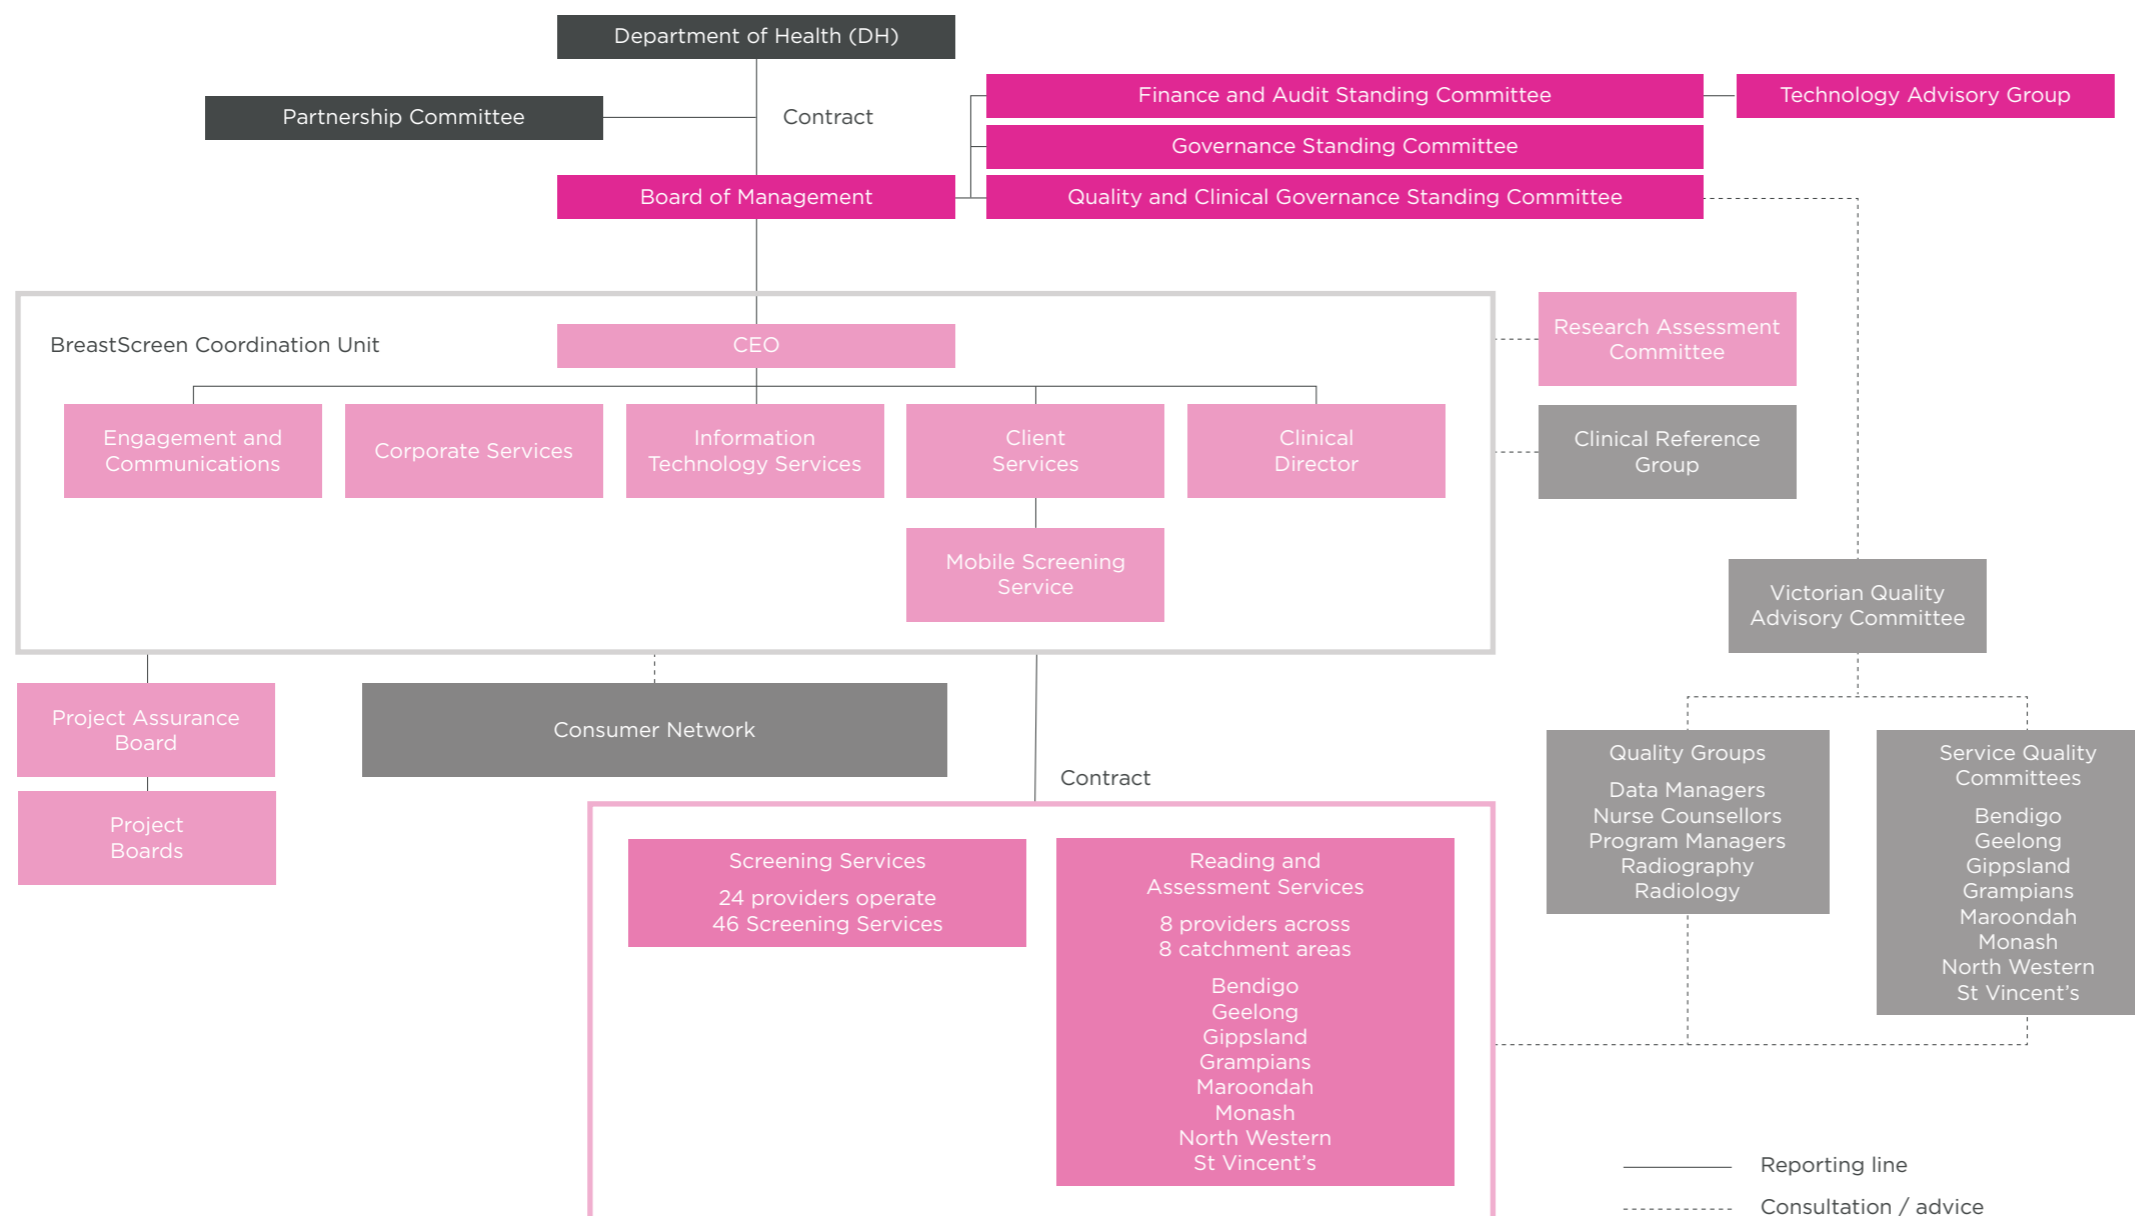 Department of Health (DH)
Partnership Committee
Contract
Finance and Audit Standing Committee
Technology Advisory Group
Governance Standing Committee
Board of Management
Quality and Clinical Governance Standing Committee
BreastScreen Coordination Unit
CEO
Research Assessment
Committee
Engagement and
Communications
Corporate Services
Information
Technology Services
Client
Services
Clinical
Director
Clinical Reference
Group
Mobile Screening
Service
Victorian Quality
Advisory Committee
Project Assurance
Board
Consumer Network
Project
Boards
Contract
Screening Services
24 providers operate
46 Screening Services
Reading and
Assessment Services
8 providers across
8 catchment areas
Bendigo
Geelong
Gippsland
Grampians
Maroondah
Monash
North Western
St Vincent’s
Quality Groups
Data Managers
Nurse Counsellors
Program Managers
Radiography
Radiology
Service Quality
Committees
Bendigo
Geelong
Gippsland
Grampians
Maroondah
Monash
North Western
St Vincent’s
Reporting line
Consultation / advice